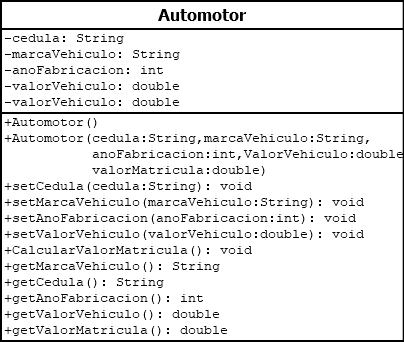 Automotor
-cedula: String
-marcaVehiculo: String
-anoFabricacion: int
-valorVehiculo: double
-valorVehiculo: double
+Automotor()
+Automotor(cedula:String,marcaVehiculo:String,
anoFabricacion:int,ValorVehiculo:double
valorMatricula:double)
+setCedula(cedula:String): void
+setMarcaVehiculo(marcaVehiculo:String): void
+setAnoFabricacion(anoFabricacion:int): void
+setValorVehiculo(valorVehiculo:double): void
+CalcularValorMatricula(): void
+getMarcaVehiculo(): String
+getCedula(): String
+getAnoFabricacion(): int
+getValorVehiculo(): double
+getValorMatricula(): double